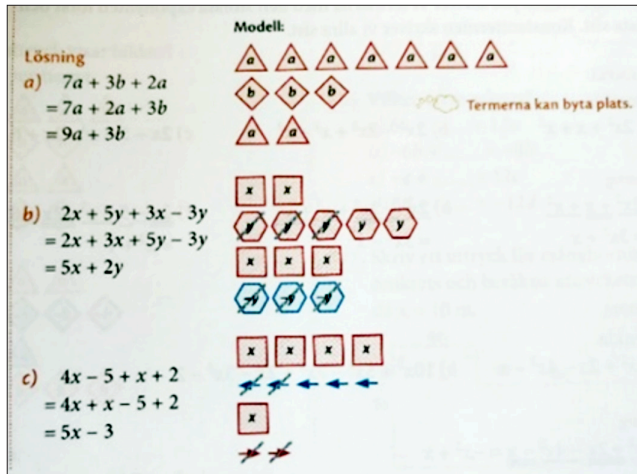 Modell:
Lösning
a) 7a + 3b + 2a
= 7a + 2a + 3b
= 9a + 3b
a a a a a a a
b b b
a a
Termerna kan byta plats.
b) 2x + 5y + 3x − 3y
= 2x + 3x + 5y − 3y
= 5x + 2y
x x
y y y y y
x x x
−y −y −y
c) 4x − 5 + x + 2
= 4x + x − 5 + 2
= 5x − 3
x x x x
x